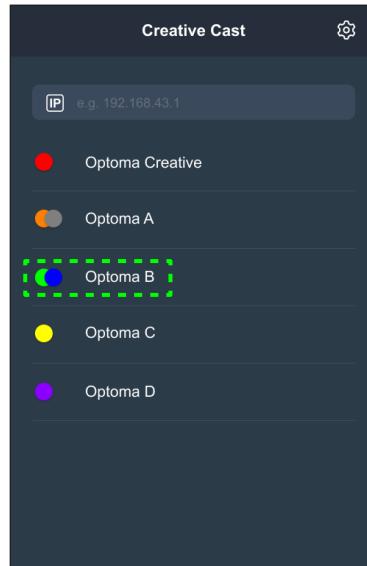 Creative Cast
IP e.g. 192.168.43.1
Optoma Creative
Optoma A
Optoma B
Optoma C
Optoma D